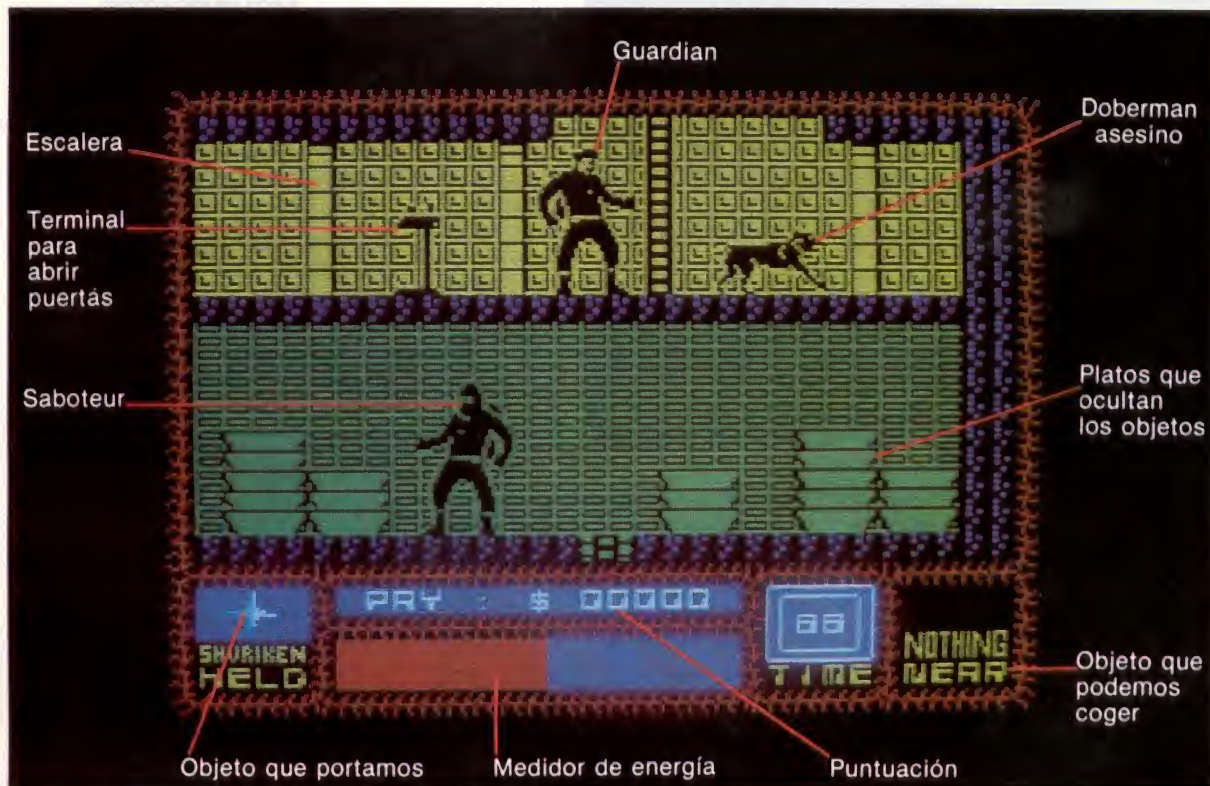 Guardian
Doberman
asesino
Escalera
Terminal
para
abrir
puertás
Saboteur
Platos que
ocultan
los objetos
PAY : $ 00000
66
SHURIKEN
HELD
TIME
NOTHING
NEAR
Objeto que
podemos
coger
Objeto que portamos
Medidor de energía
Puntuación